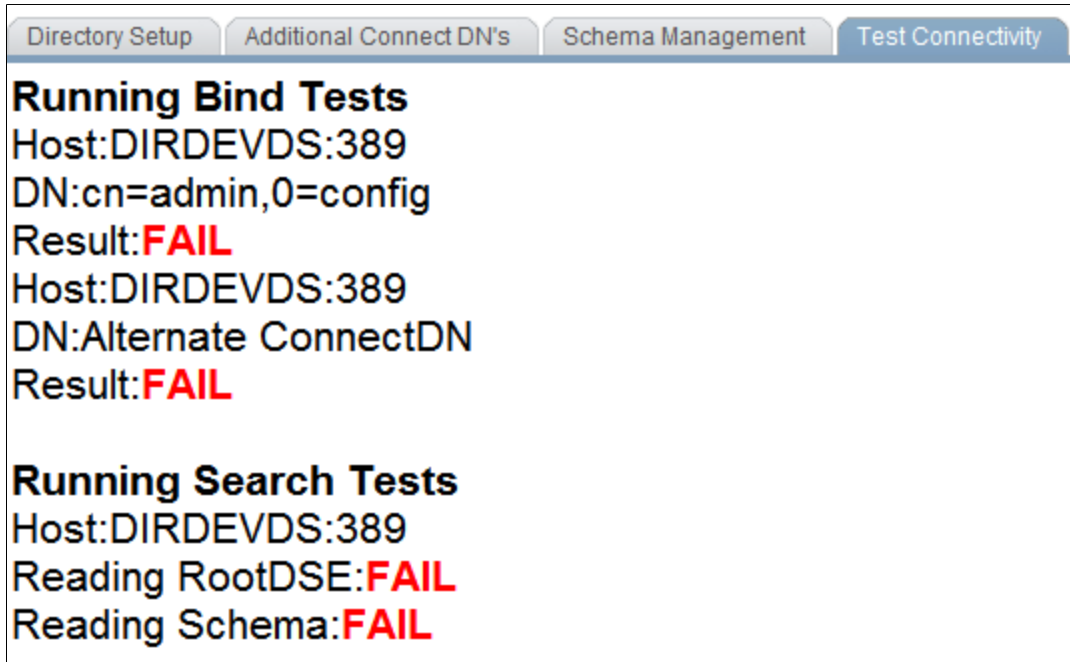 Directory Setup Additional Connect DN's Schema Management Test Connectivity
Running Bind Tests
Host:DIRDEVDS:389
DN:cn=admin,0=config
Result:FAIL
Host:DIRDEVDS:389
DN:Alternate ConnectDN
Result:FAIL
Running Search Tests
Host:DIRDEVDS:389
Reading RootDSE:FAIL
Reading Schema:FAIL